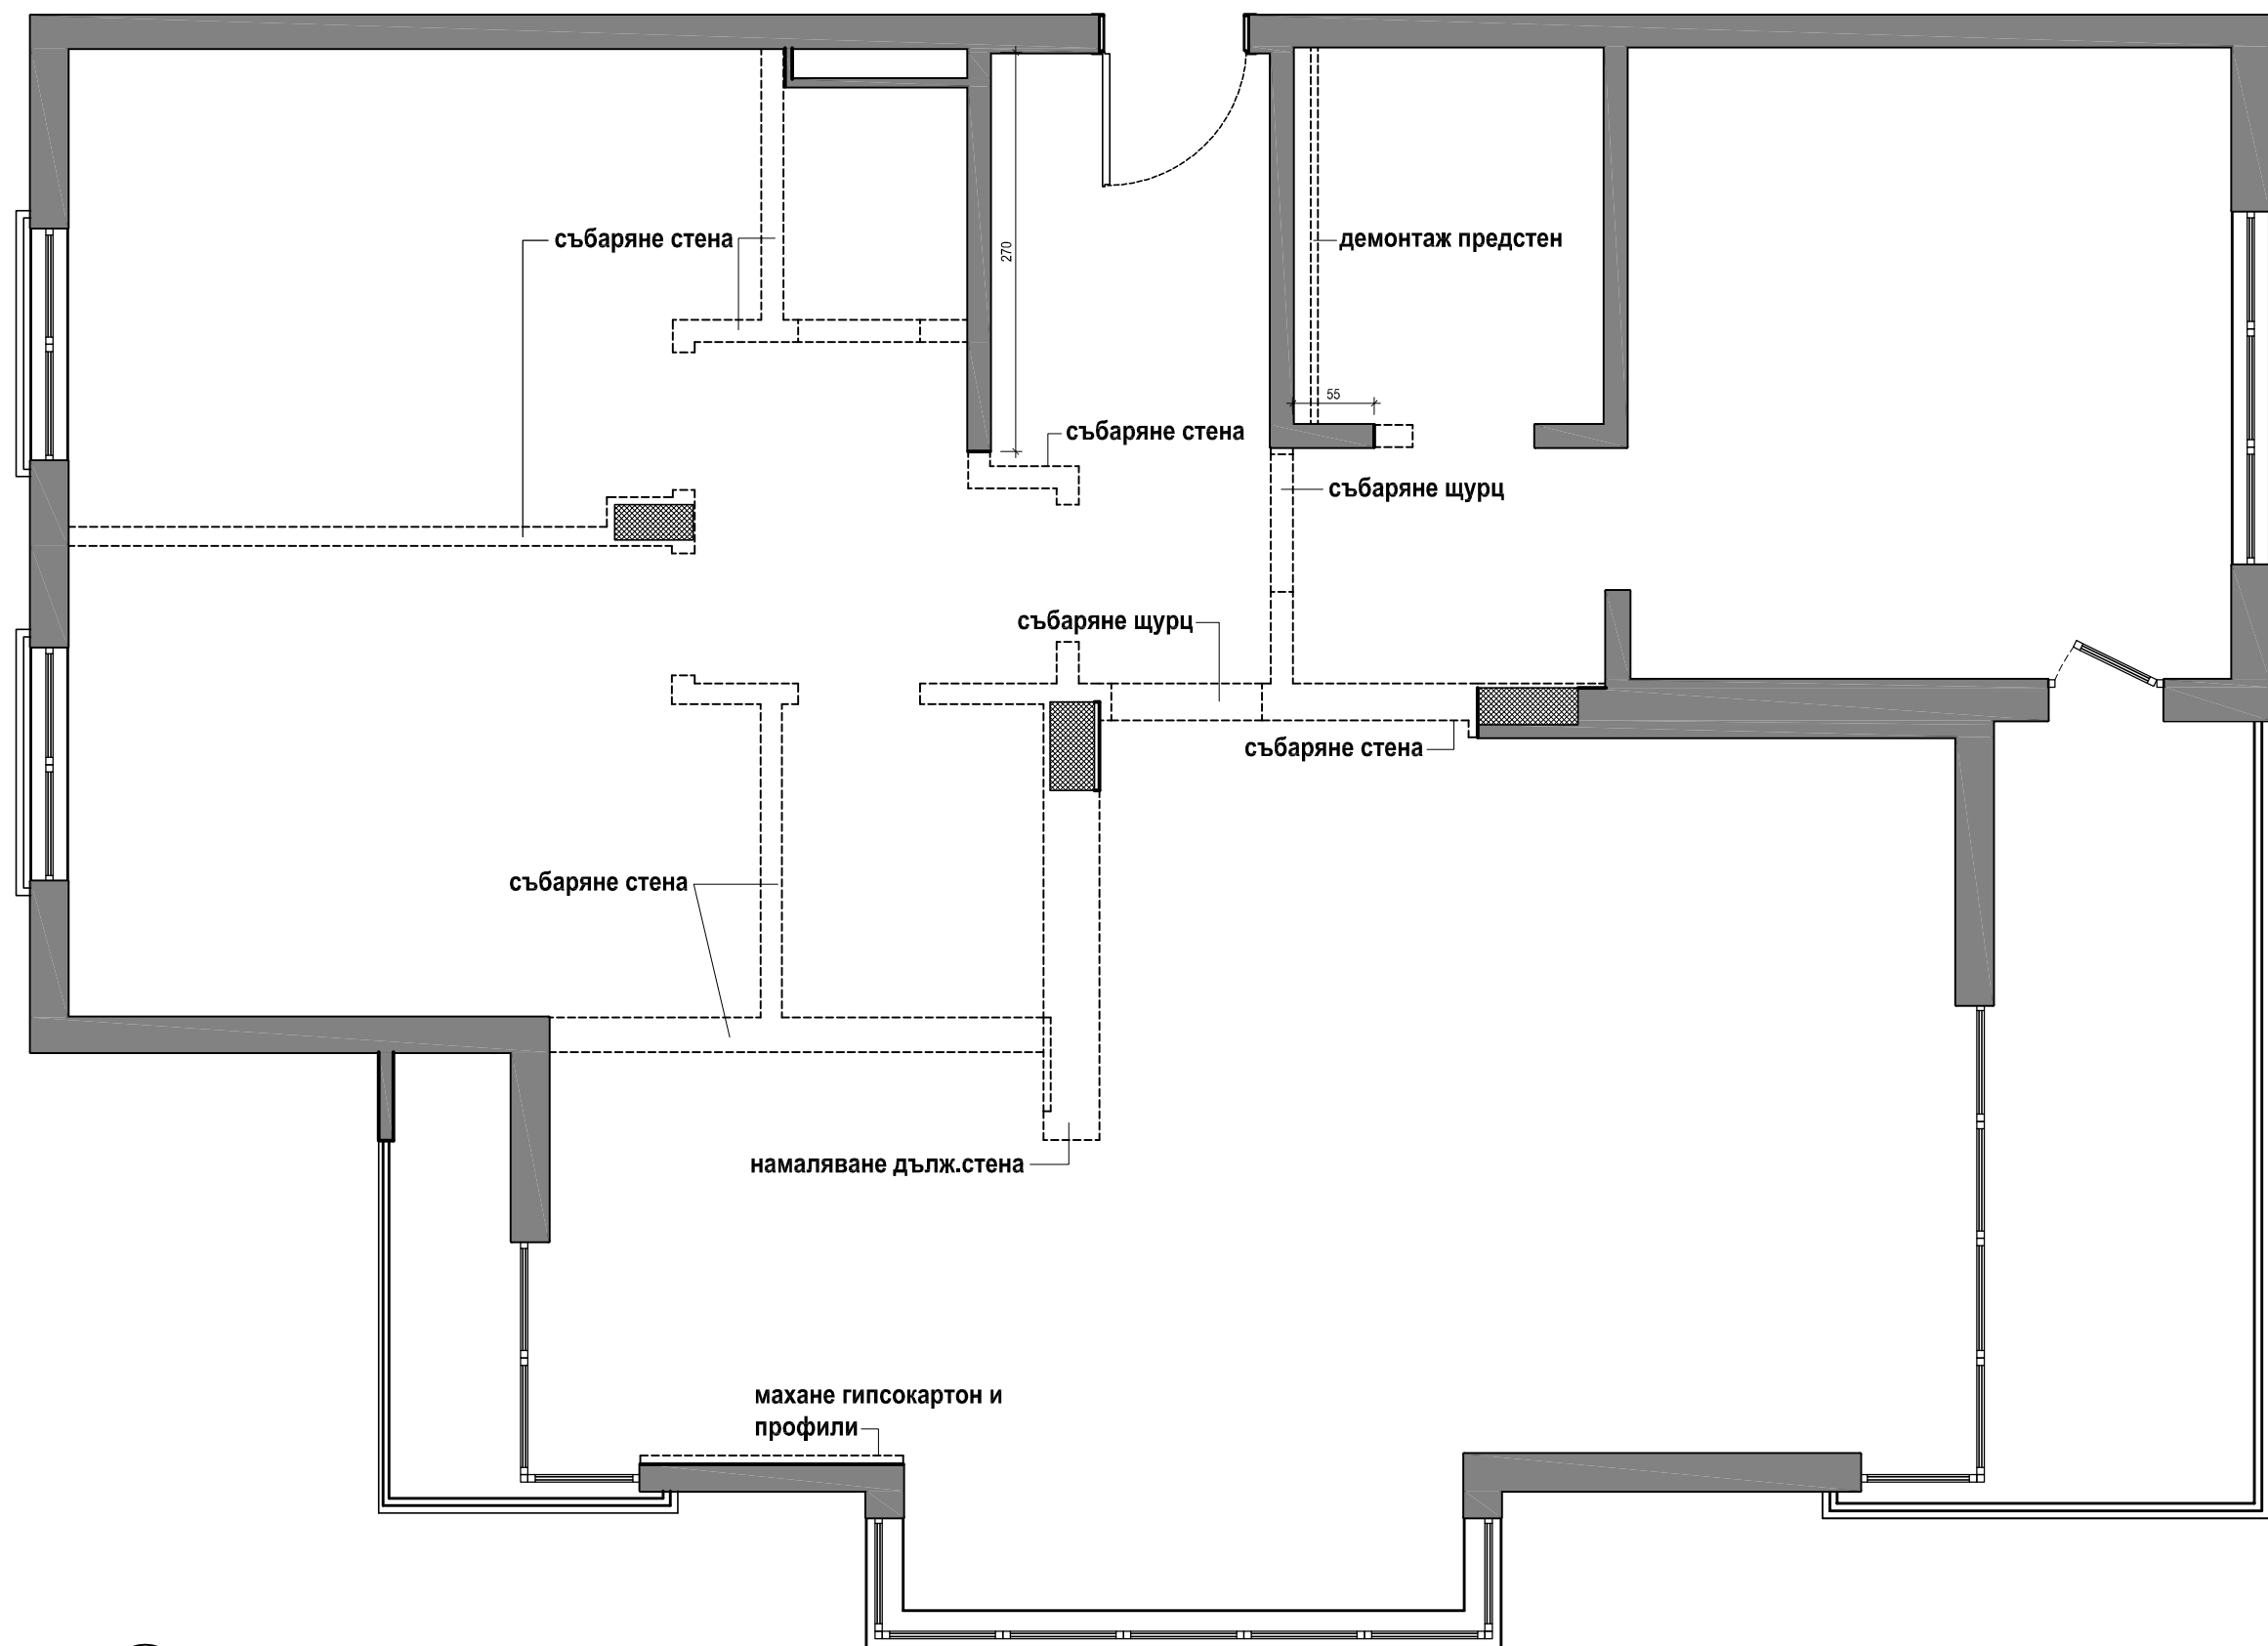 събаряне стена
демонтаж предстен
270
55
събаряне стена
събаряне щурц
събаряне щурц
събаряне стена
събаряне стена
намаляване дълж.стена
махане гипсокартон и
профили